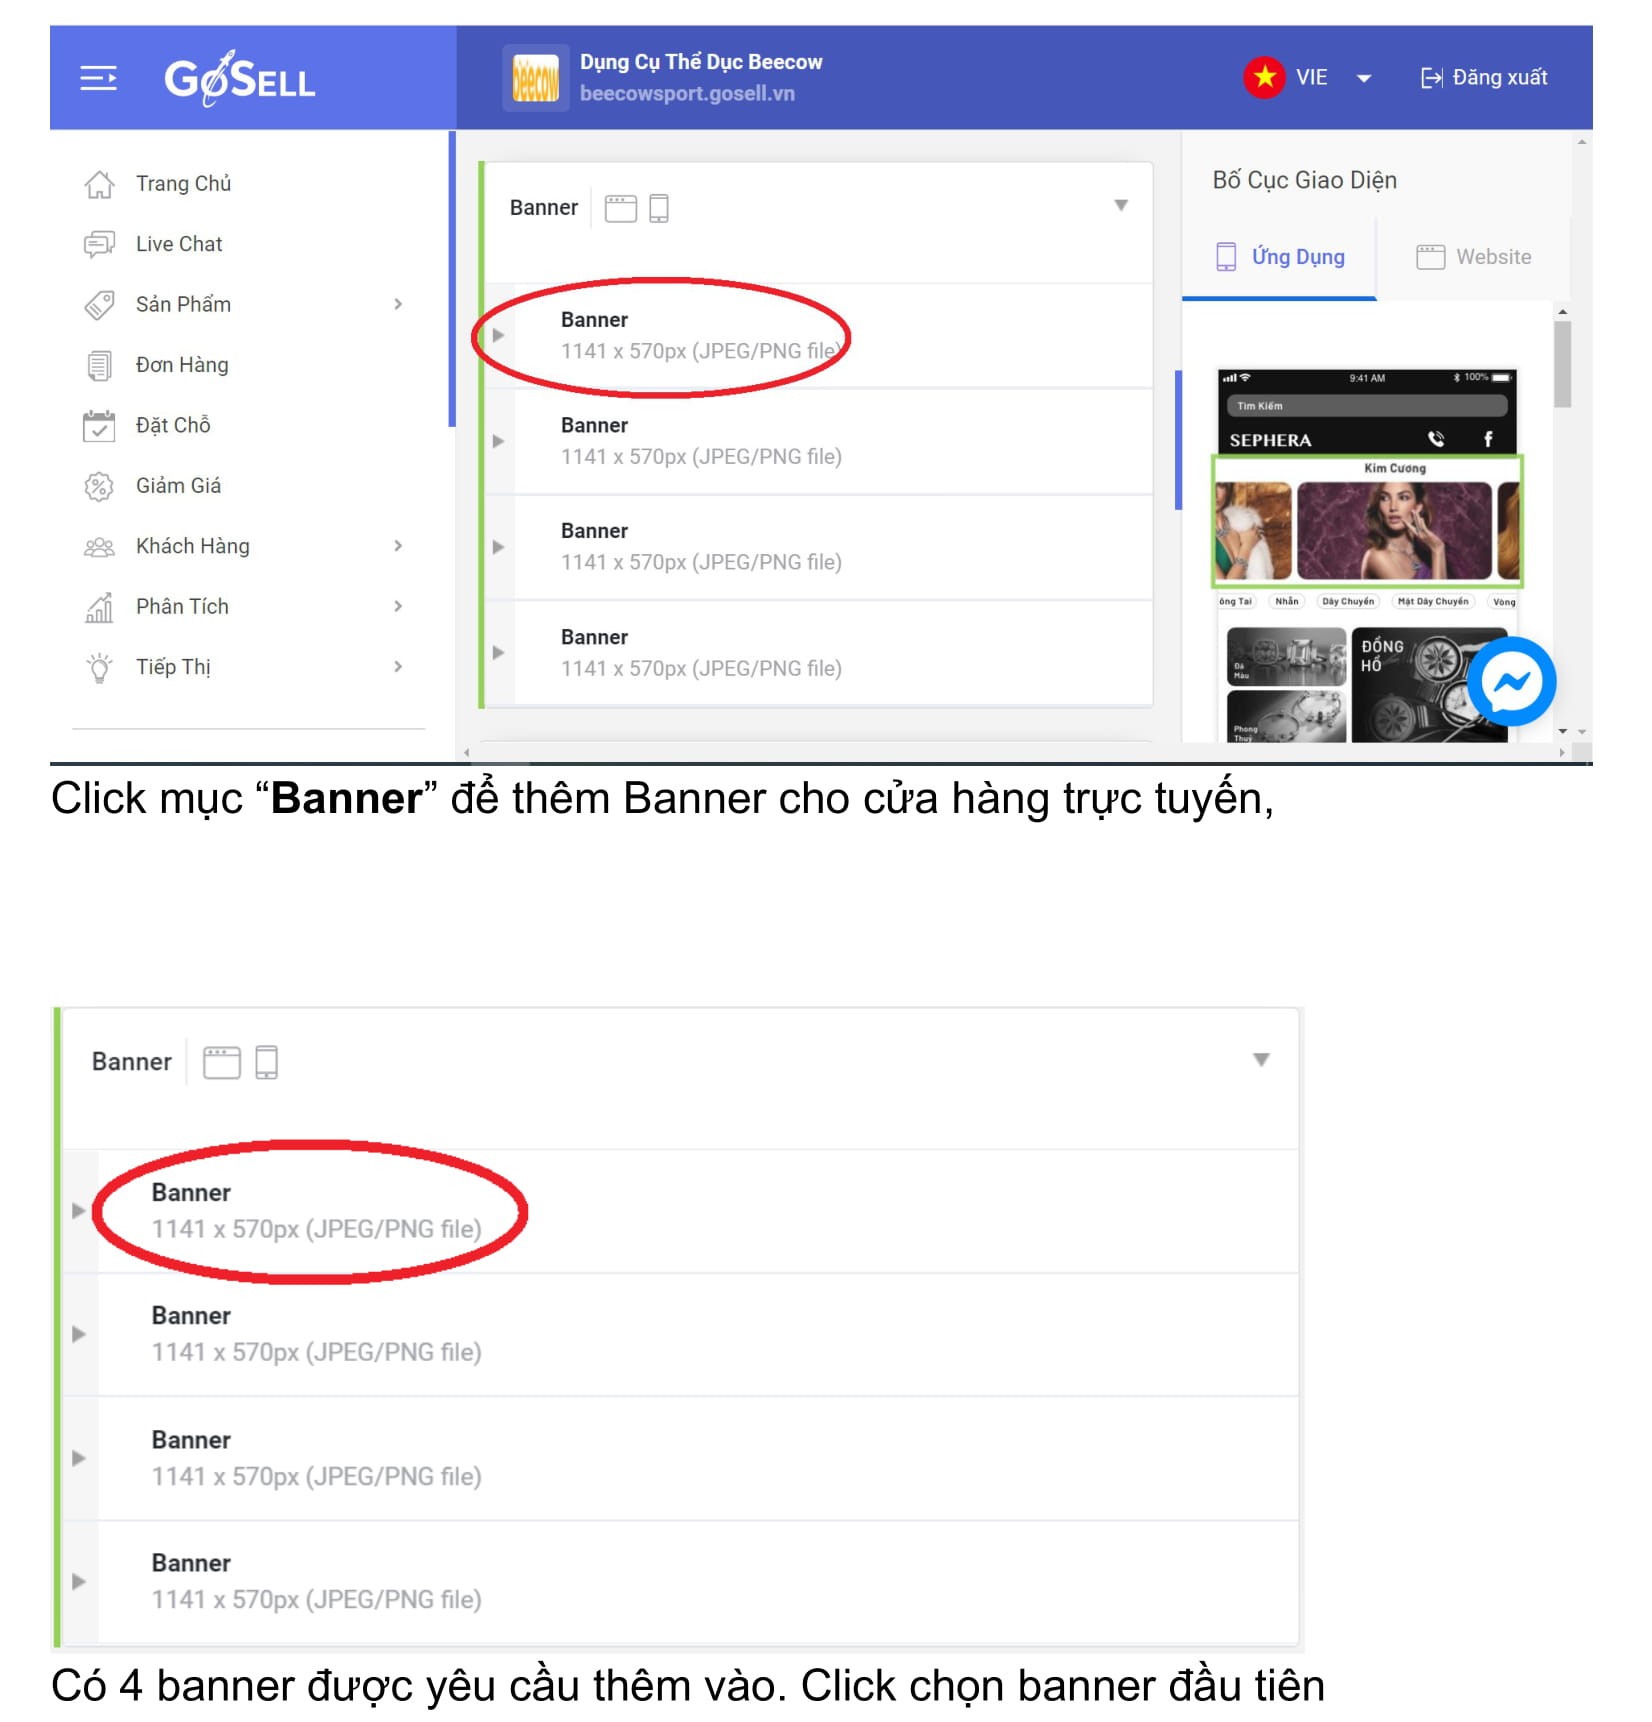 GoSELL
Dụng Cụ Thể Dục Beecow
beecow
beecowsport.gosell.vn
VIE
Đăng xuất
Trang Chủ
Live Chat
Sản Phẩm
Đơn Hàng
Đặt Chỗ
Giảm Giá
Khách Hàng
Phân Tích
Tiếp Thị
Banner
Banner
1141 x 570px (JPEG/PNG file)
Banner
1141 x 570px (JPEG/PNG file)
Banner
1141 x 570px (JPEG/PNG file)
Banner
1141 x 570px (JPEG/PNG file)
Bố Cục Giao Diện
Ứng Dụng
Website
9:41 AM
100%
Tìm Kiếm
SEPHERA
Kim Cương
ông Tai
Nhẫn
Dây Chuyền
Mặt Dây Chuyền
Vòng
Đá
Màu
ĐỒNG
HỒ
Phong
Thuỷ
Click mục “Banner” để thêm Banner cho cửa hàng trực tuyến,
Banner
Banner
1141 x 570px (JPEG/PNG file)
Banner
1141 x 570px (JPEG/PNG file)
Banner
1141 x 570px (JPEG/PNG file)
Banner
1141 x 570px (JPEG/PNG file)
Có 4 banner được yêu cầu thêm vào. Click chọn banner đầu tiên